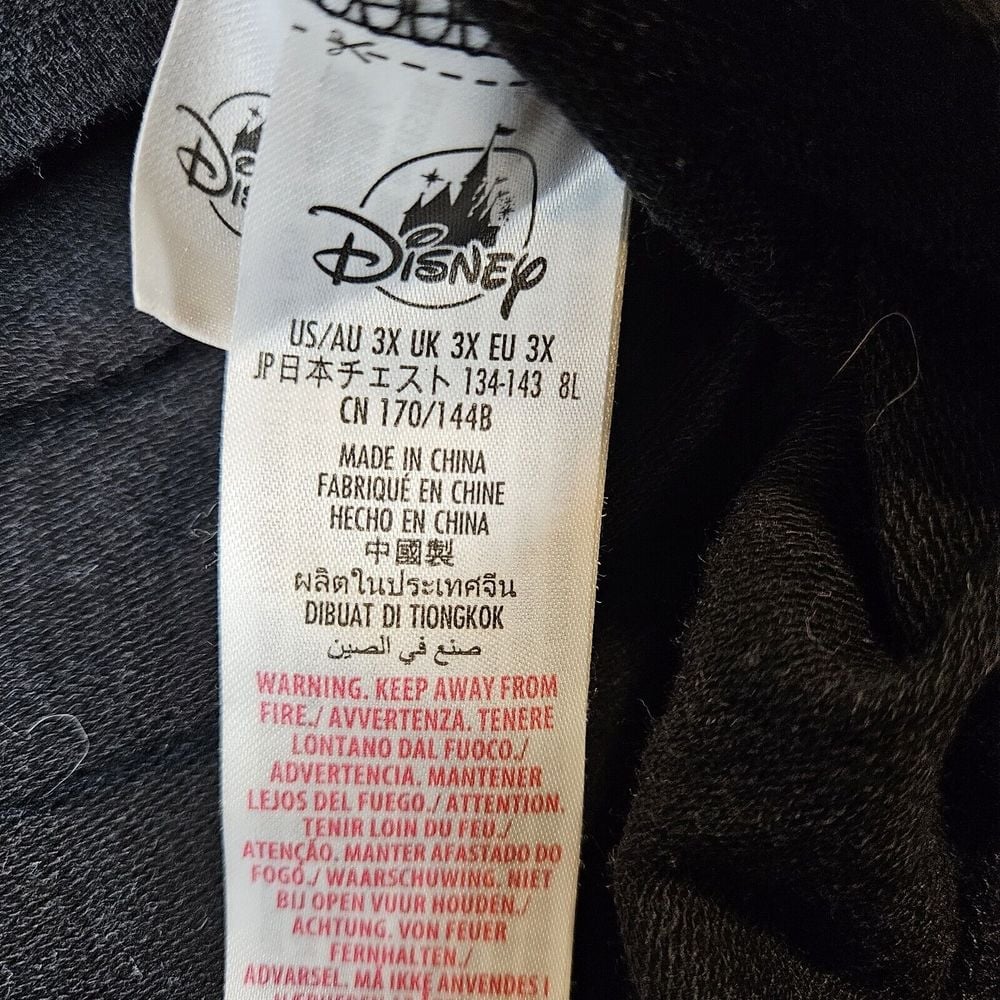 DISNEY
US/AU 3X UK 3X EU 3X
JP日本チェスト 134-143 8L
CN 170/144B
MADE IN CHINA
FABRIQUÉ EN CHINE
HECHO EN CHINA
中國製
ผลิตในประเทศจีน
DIBUAT DI TIONGKOK
صنع في الصين
WARNING. KEEP AWAY FROM
FIRE./ AVVERTENZA. TENERE
LONTANO DAL FUOCO./
ADVERTENCIA. MANTENER
LEJOS DEL FUEGO./ ATTENTION.
TENIR LOIN DU FEU./
ATENÇÃO. MANTER AFASTADO DO
FOGO./ WAARSCHUWING. NIET
BIJ OPEN VUUR HOUDEN./
ACHTUNG. VON FEUER
FERNHALTEN./
ADVARSEL. MÅ IKKE ANVENDES I